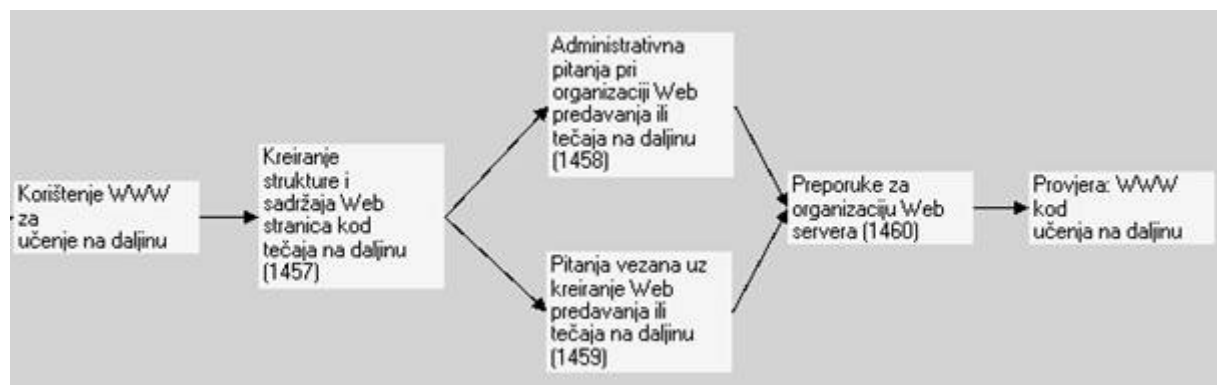 Korištenje WWW
za
učenje na daljinu
Kreiranje
strukture i
sadržaja Web
stranica kod
tečaja na daljinu
(1457)
Administrativna
pitanja pri
organizaciji Web
predavanja ili
tečaja na daljinu
(1458)
Pitanja vezana uz
kreiranje Web
predavanja ili
tečaja na daljinu
(1459)
Preporuke za
organizaciju Web
servera (1460)
Provjera: WWW
kod
učenja na daljinu